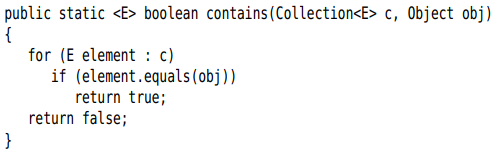 public static <E> boolean contains(Collection<E> c, Object obj)
{
   for (E element : c)
      if (element.equals(obj))
         return true;
   return false;
}